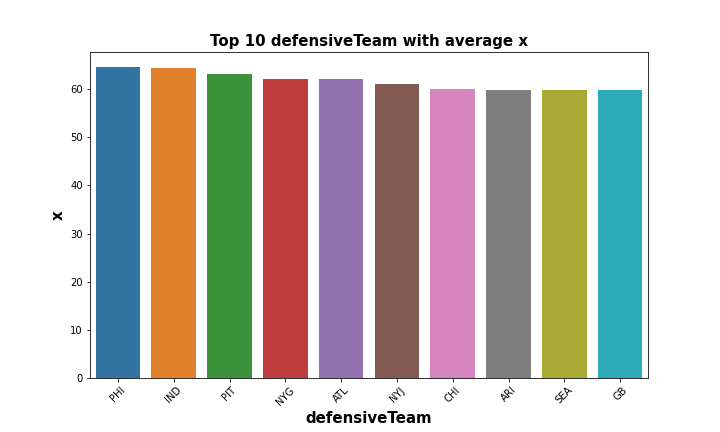 Top 10 defensiveTeam with average x
60
50
40
30
20
10
0
x
PHI
IND
PIT
NYG
ATL
NYJ
CHI
ARI
SEA
GB
defensiveTeam